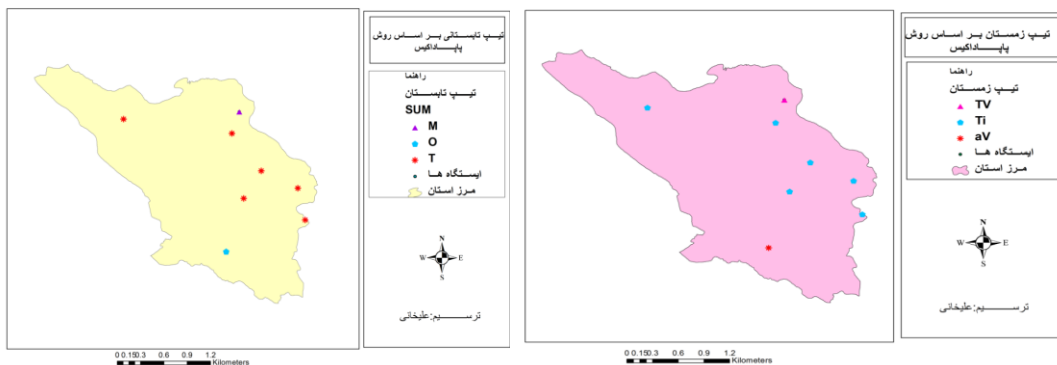 تیپ تابستانی بر اساس روش
پاپاداکیس
راهنما
تیپ تابستان
SUM
M
O
T
ایستگاه ها
مرز استان
N
W E
S
ترسیم:علیخانی
0 0.150.3 0.6 0.9 1.2
Kilometers
تیپ زمستان بر اساس روش
پاپاداکیس
راهنما
تیپ زمستان
TV
Ti
aV
ایستگاه ها
مرز استان
N
W E
S
ترسیم:علیخانی
0 0.150.3 0.6 0.9 1.2
Kilometers